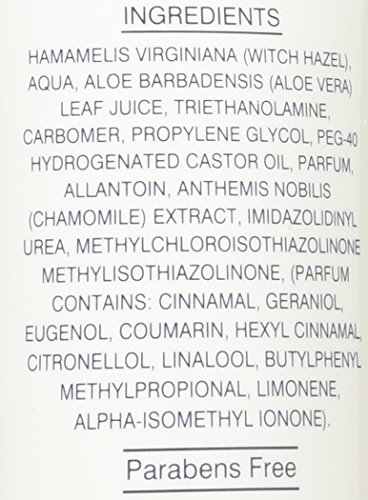 INGREDIENTS
HAMAMELIS VIRGINIANA (WITCH HAZEL),
AQUA, ALOE BARBADENSIS (ALOE VERA)
LEAF JUICE, TRIETHANOLAMINE,
CARBOMER, PROPYLENE GLYCOL, PEG-40
HYDROGENATED CASTOR OIL, PARFUM,
ALLANTOIN, ANTHEMIS NOBILIS
(CHAMOMILE) EXTRACT, IMIDAZOLIDINYL
UREA, METHYLCHLOROISOTHIAZOLINONE
METHYLISOTHIAZOLINONE, (PARFUM
CONTAINS: CINNAMAL, GERANIOL,
EUGENOL, COUMARIN, HEXYL CINNAMAL,
CITRONELLOL, LINALOOL, BUTYLPHENYL
METHYLPROPIONAL, LIMONENE,
ALPHA-ISOMETHYL IONONE).
Parabens Free